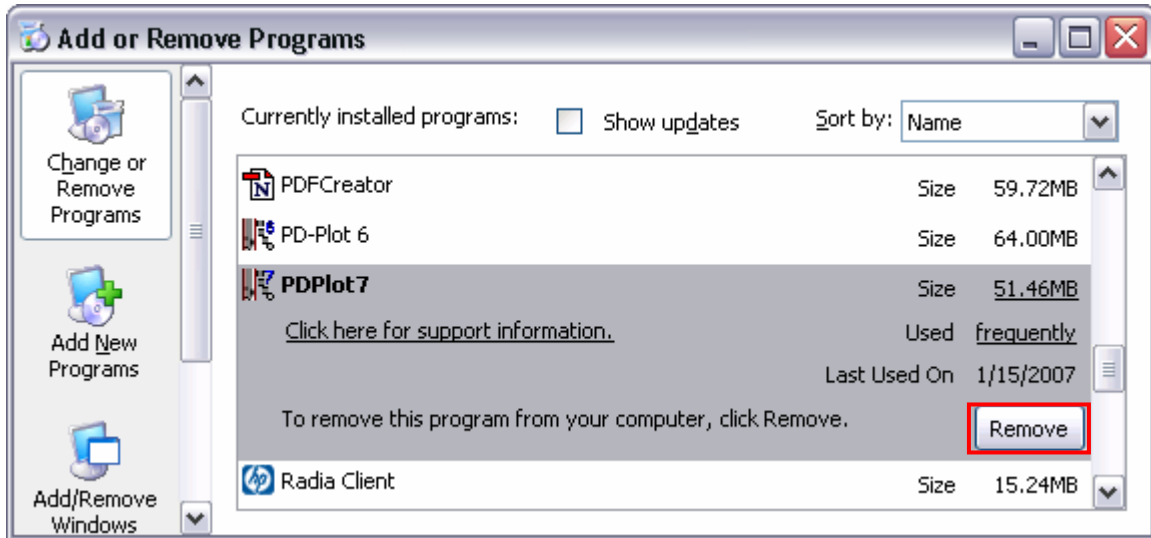 Add or Remove Programs
Change or
Remove
Programs
Add New
Programs
Add/Remove
Windows
Currently installed programs:
Show updates
Sort by:
Name
PDFCreator Size 59.72MB
PD-Plot 6 Size 64.00MB
PDPlot7 Size 51.46MB
Click here for support information. Used frequently
Last Used On 1/15/2007
To remove this program from your computer, click Remove. Remove
Radia Client Size 15.24MB